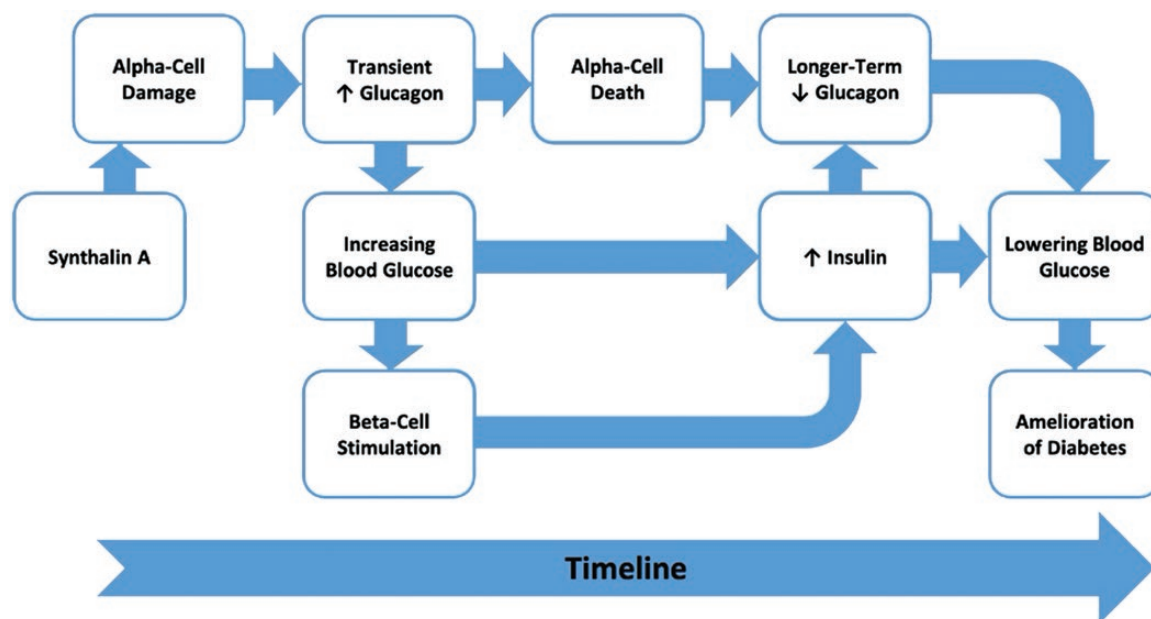 Alpha-Cell
Damage
Transient
↑ Glucagon
Alpha-Cell
Death
Longer-Term
↓ Glucagon
Synthalin A
Increasing
Blood Glucose
↑ Insulin
Lowering Blood
Glucose
Beta-Cell
Stimulation
Amelioration
of Diabetes
Timeline